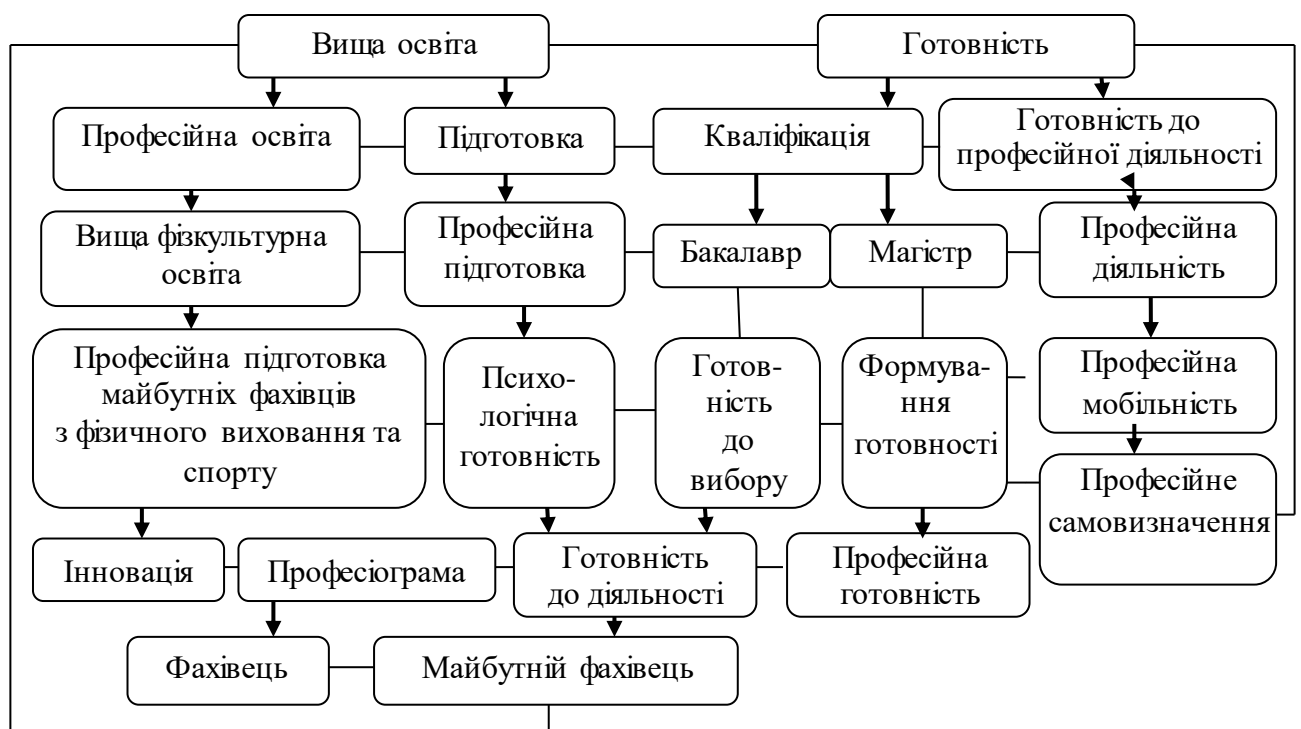 Вища освіта
Готовність
Професійна освіта
Підготовка
Кваліфікація
Готовність до
професійної діяльності
Вища фізкультурна
освіта
Професійна
підготовка
Бакалавр
Магістр
Професійна
діяльність
Професійна підготовка
майбутніх фахівців
з фізичного виховання та
спорту
Психо-
логічна
готовність
Готов-
ність
до
вибору
Формува-
ння
готовності
Професійна
мобільність
Професійне
самовизначення
Інновація
Професіограма
Готовність
до діяльності
Професійна
готовність
Фахівець
Майбутній фахівець